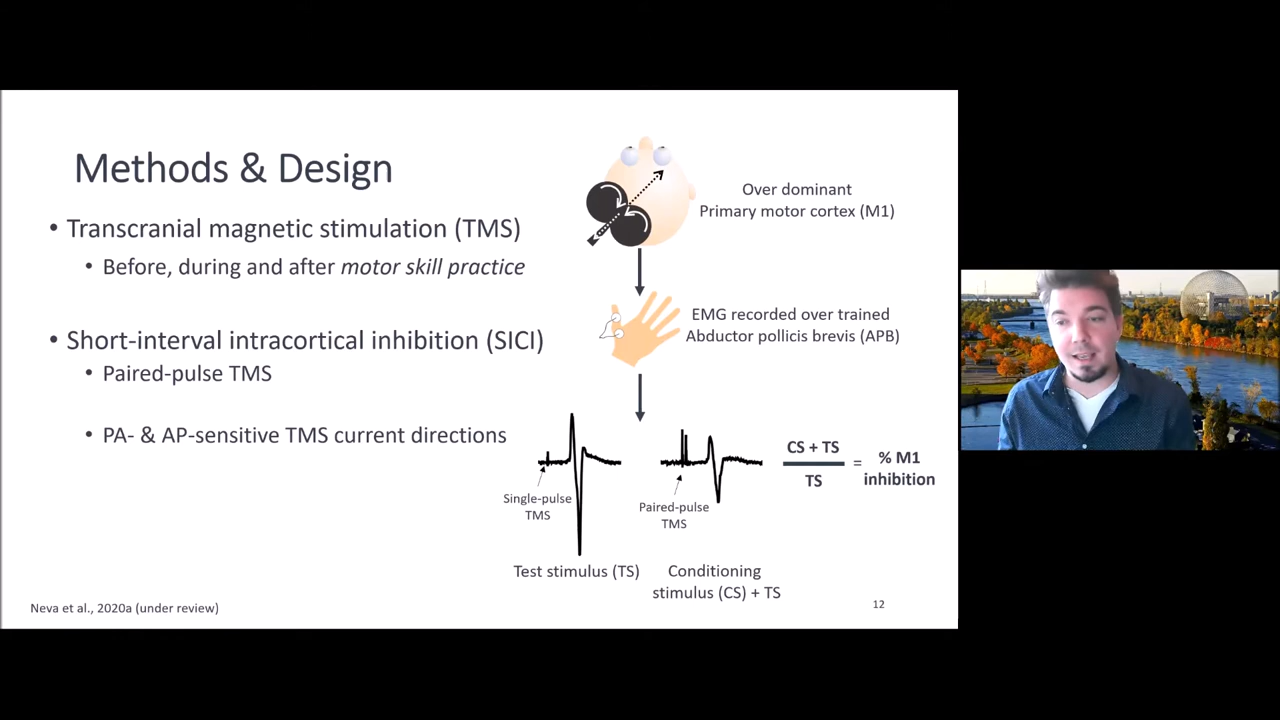 Methods & Design
• Transcranial magnetic stimulation (TMS)
• Before, during and after motor skill practice
• Short-interval intracortical inhibition (SICI)
• Paired-pulse TMS
• PA- & AP-sensitive TMS current directions
Over dominant
Primary motor cortex (M1)
EMG recorded over trained
Abductor pollicis brevis (APB)
Single-pulse
TMS
Paired-pulse
TMS
CS + TS
TS
=
% M1
inhibition
Test stimulus (TS)
Conditioning
stimulus (CS) + TS
Neva et al., 2020a (under review)
12